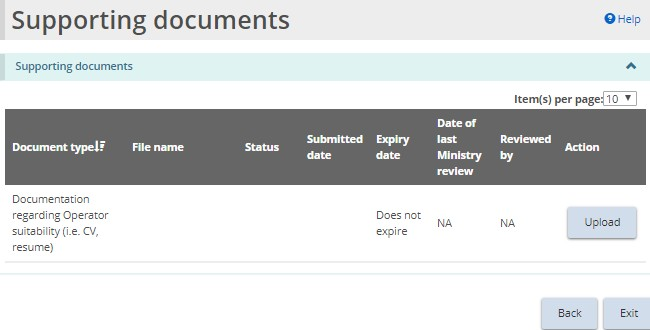 Supporting documents
Help
Supporting documents
Item(s) per page: 10
Document type File name Status Submitted date Expiry date Date of last Ministry review Reviewed by Action
Documentation
regarding Operator
suitability (i.e. CV,
resume)
Does not
expire
NA
NA
Upload
Back
Exit